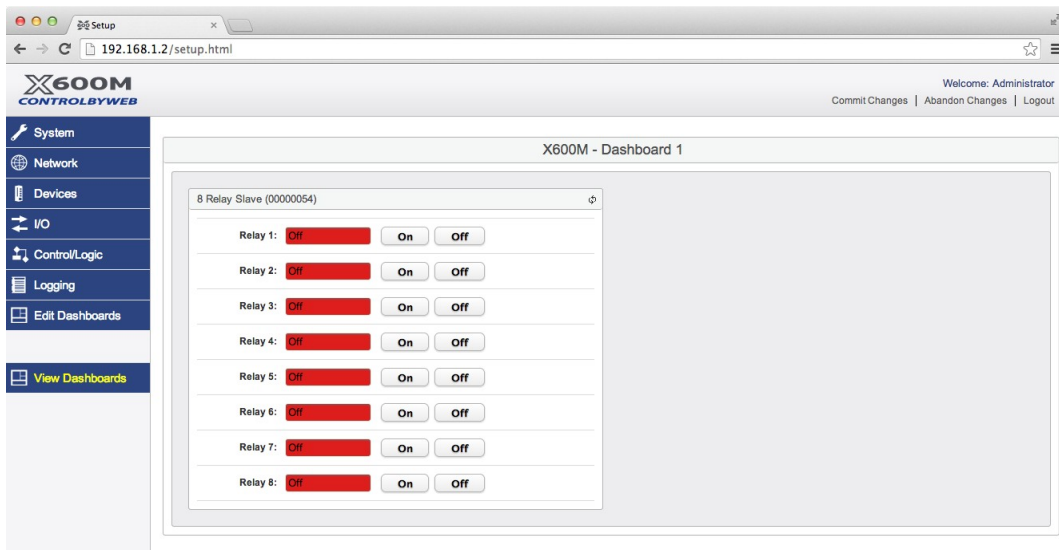 Setup
192.168.1.2/setup.html
X600M
CONTROLBYWEB
Welcome: Administrator
Commit Changes | Abandon Changes | Logout
System
Network
Devices
I/O
Control/Logic
Logging
Edit Dashboards
View Dashboards
X600M - Dashboard 1
8 Relay Slave (00000054)
Relay 1: Off On Off
Relay 2: Off On Off
Relay 3: Off On Off
Relay 4: Off On Off
Relay 5: Off On Off
Relay 6: Off On Off
Relay 7: Off On Off
Relay 8: Off On Off